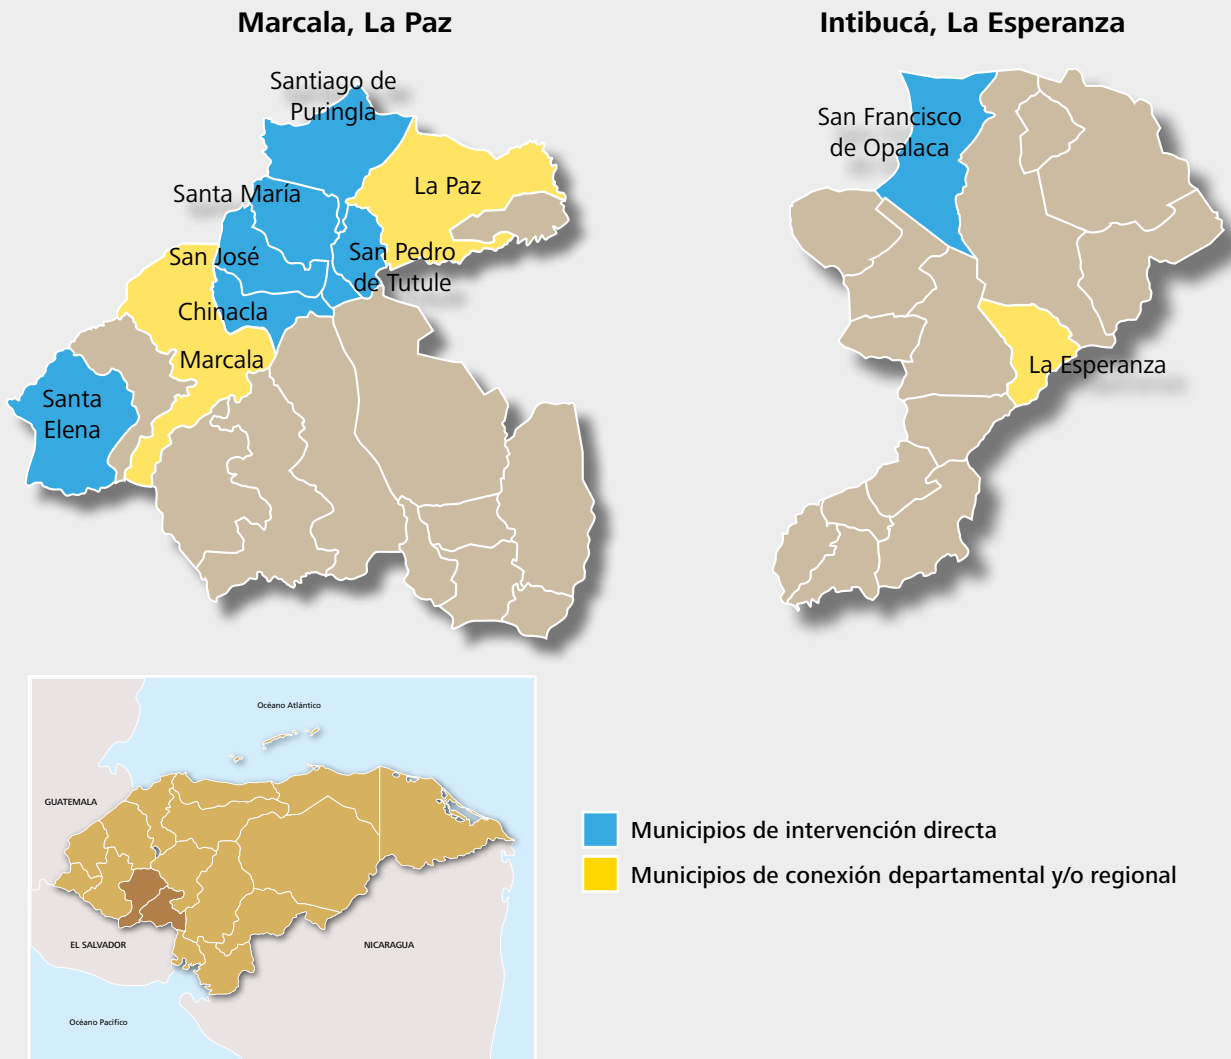 Marcala, La Paz
Santiago de
Puringla
Santa María
La Paz
San José
San Pedro
de Tutule
Chinacla
Marcala
Santa
Elena
Intibucá, La Esperanza
San Francisco
de Opalaca
La Esperanza
Océano Atlántico
GUATEMALA
EL SALVADOR
NICARAGUA
Océano Pacífico
Municipios de intervención directa
Municipios de conexión departamental y/o regional